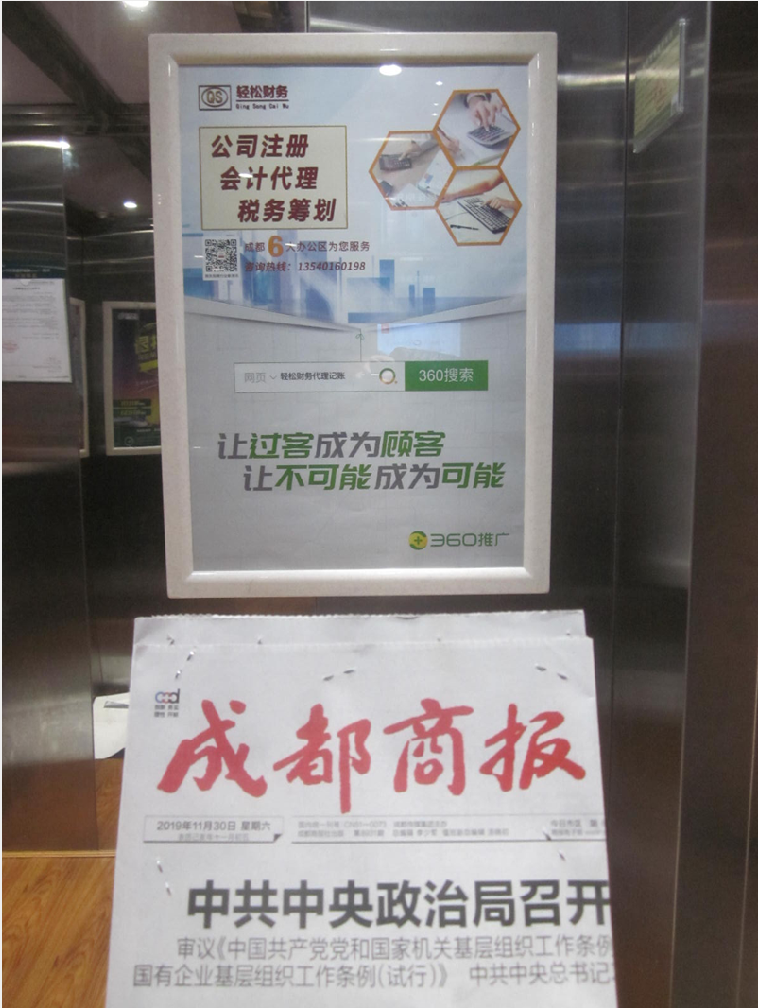 QS 轻松财务
Qing Song Cai Wu
公司注册
会计代理
税务筹划
成都6大办公区为您服务
咨询热线：13540160198
网页 轻松财务代理记账 360搜索
让过客成为顾客
让不可能成为可能
360推广
成都商报
2019年11月30日 星期六
中共中央政治局召开
审议《中国共产党党和国家机关基层组织工作条例
国有企业基层组织工作条例（试行）》 中共中央总书记